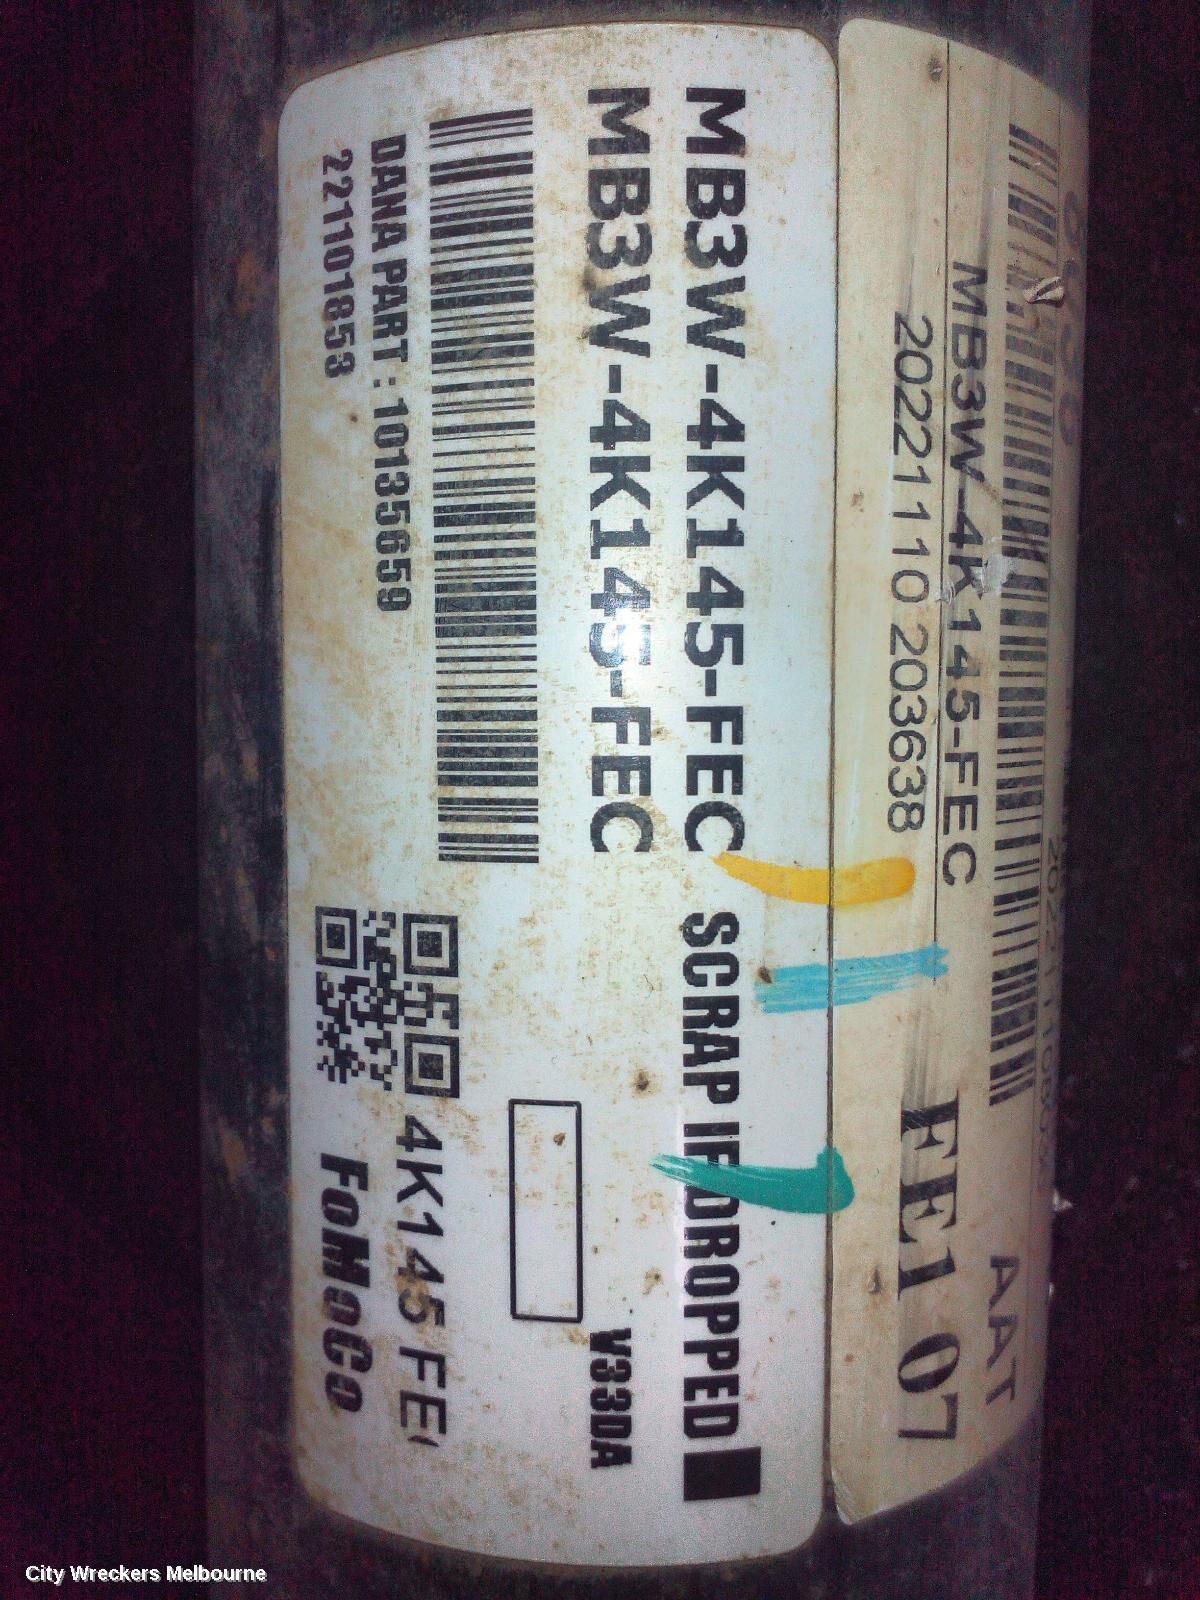 AAT
MB3W-4K145-FEC
20221110 203638
FE1 07
MB3W-4K145-FEC SCRAP IF DROPPED
MB3W-4K145-FEC
V33DA
DANA PART : 10135659
22110185
4K145 FE
FoMoCo
City Wreckers Melbourne